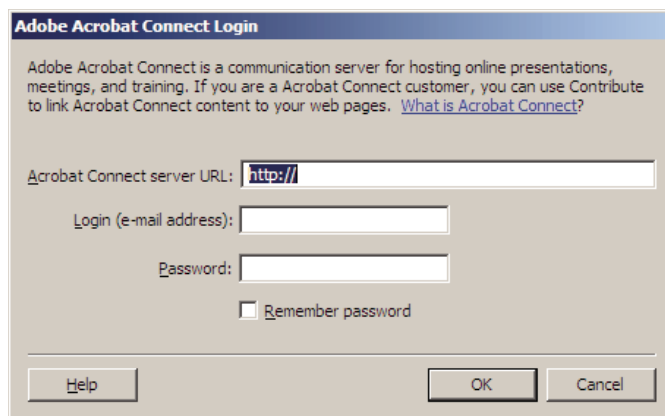 Adobe Acrobat Connect Login
Adobe Acrobat Connect is a communication server for hosting online presentations,
meetings, and training. If you are a Acrobat Connect customer, you can use Contribute
to link Acrobat Connect content to your web pages. What is Acrobat Connect?
Acrobat Connect server URL: http://
Login (e-mail address):
Password:
Remember password
Help OK Cancel